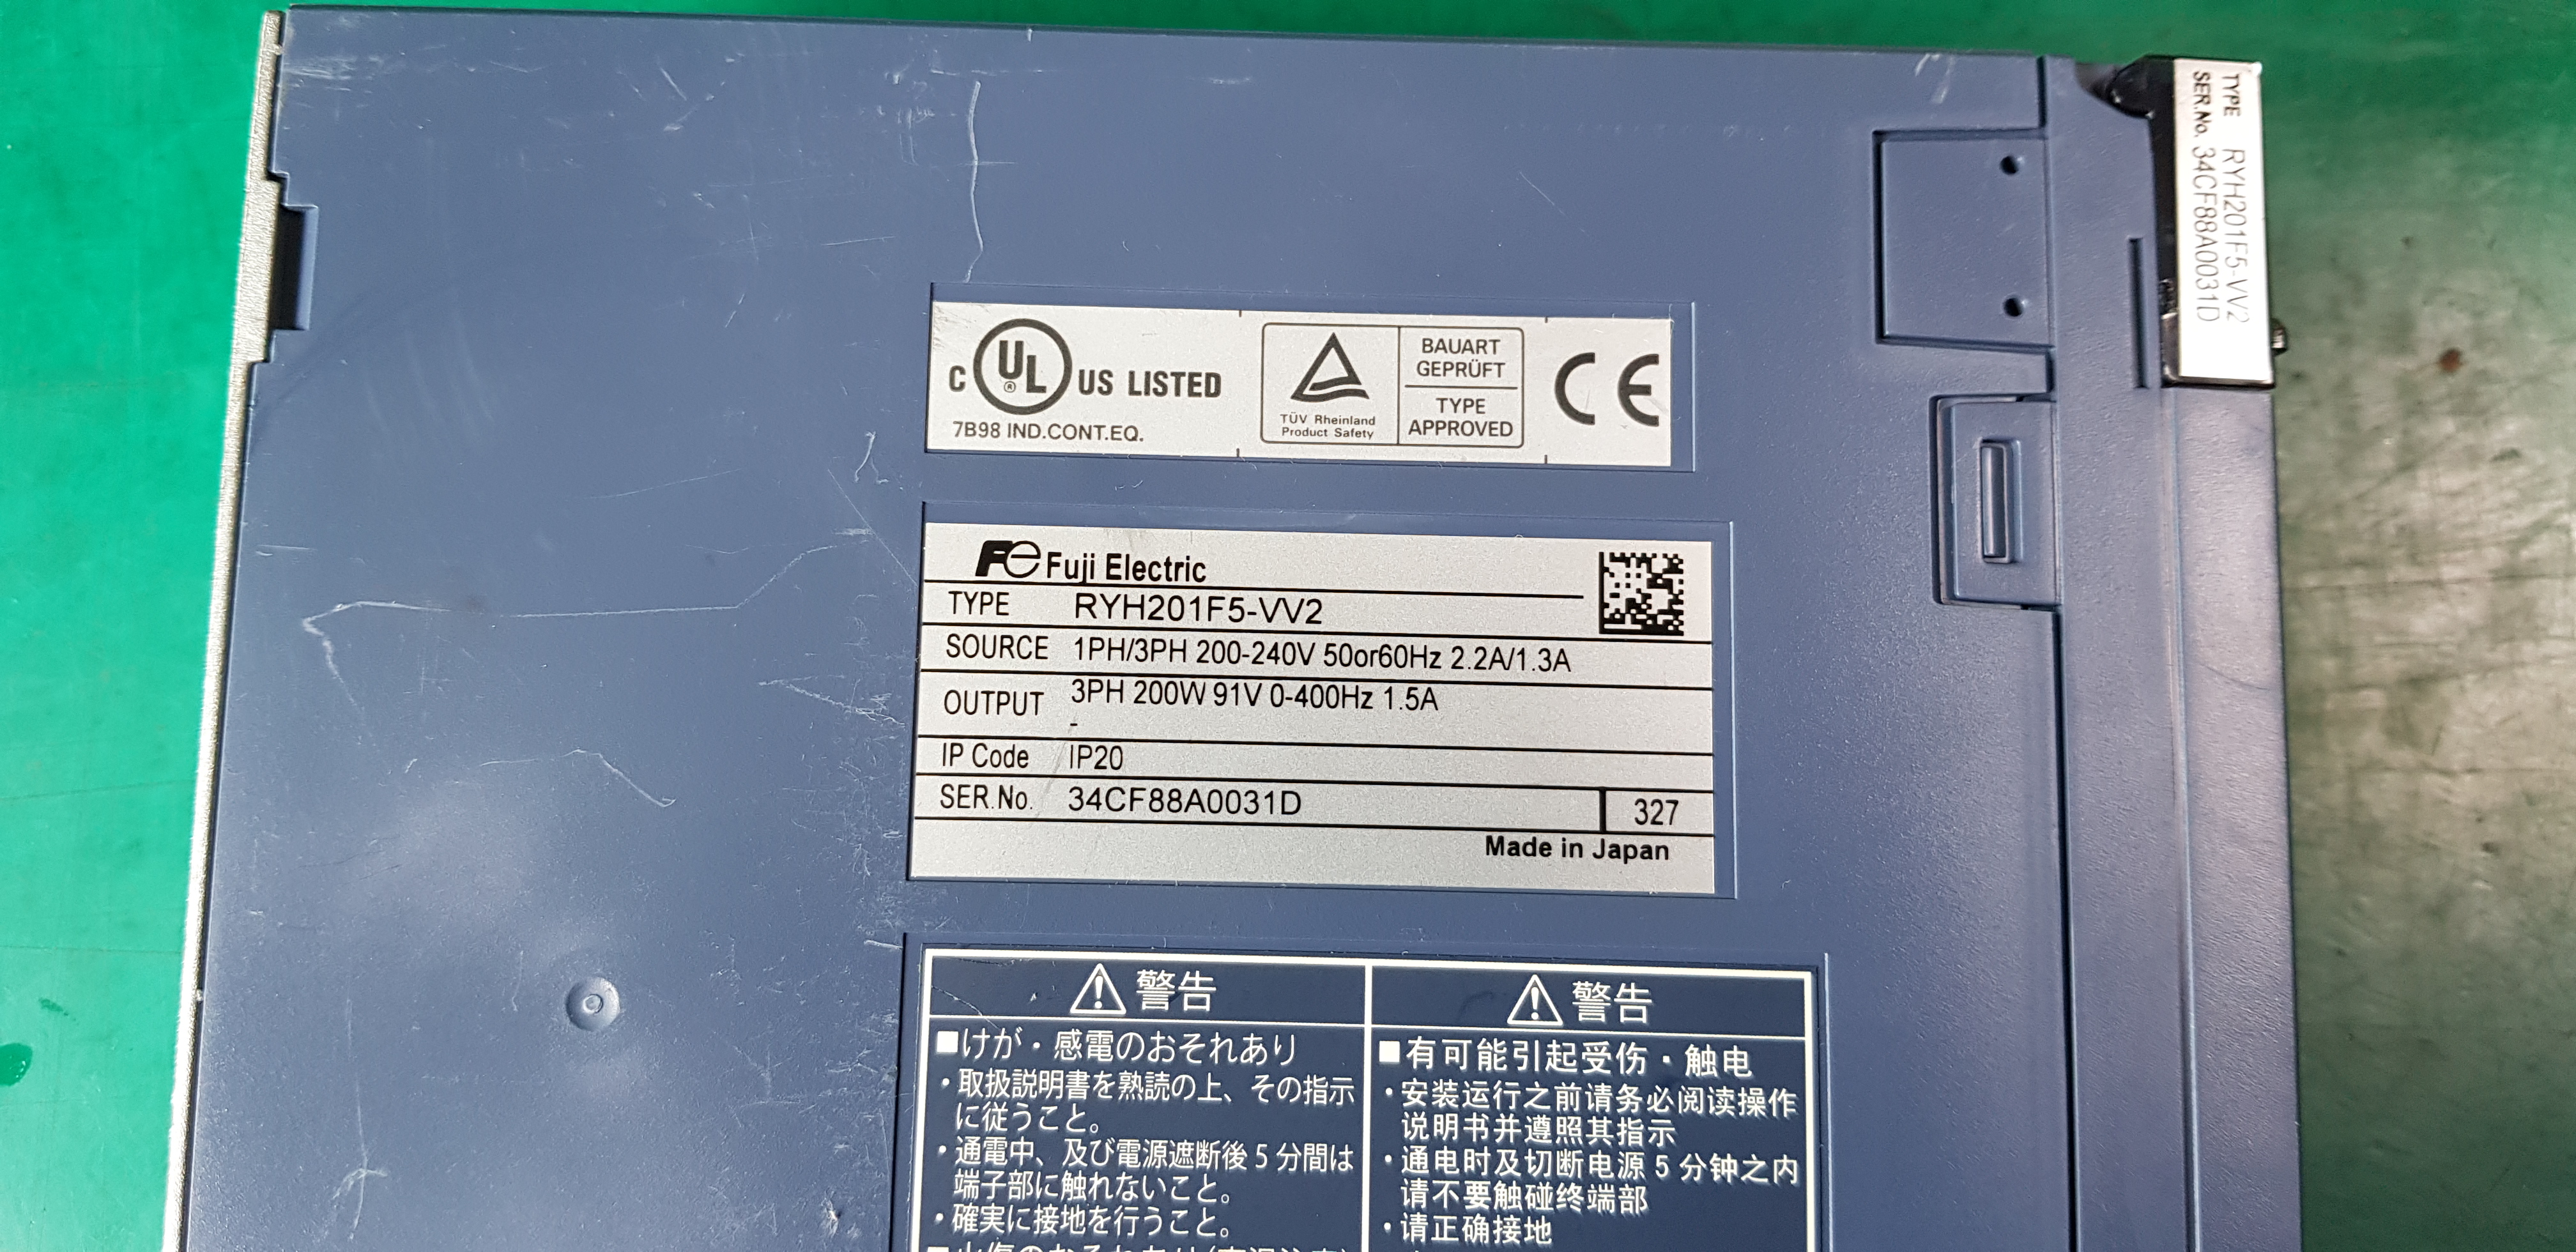 TYPE RYH201F5-VV2
SER.No. 34CF88A0031D
C UL ® US LISTED
7B98 IND.CONT.EQ.
TÜV Rheinland
Product Safety
BAUART
GEPRÜFT
TYPE
APPROVED
CE
Fe Fuji Electric
TYPE RYH201F5-VV2
SOURCE 1PH/3PH 200-240V 50or60Hz 2.2A/1.3A
OUTPUT 3PH 200W 91V 0-400Hz 1.5A
-
IP Code IP20
SER.No. 34CF88A0031D 327
Made in Japan
警告
■けが・感電のおそれあり
・取扱説明書を熟読の上、その指示
に従うこと。
・通電中、及び電源遮断後5分間は
端子部に触れないこと。
・確実に接地を行うこと。
警告
■有可能引起受伤・触电
・安装运行之前请务必阅读操作
说明书并遵照其指示
・通电时及切断电源5分钟之内
请不要触碰终端部
・请正确接地